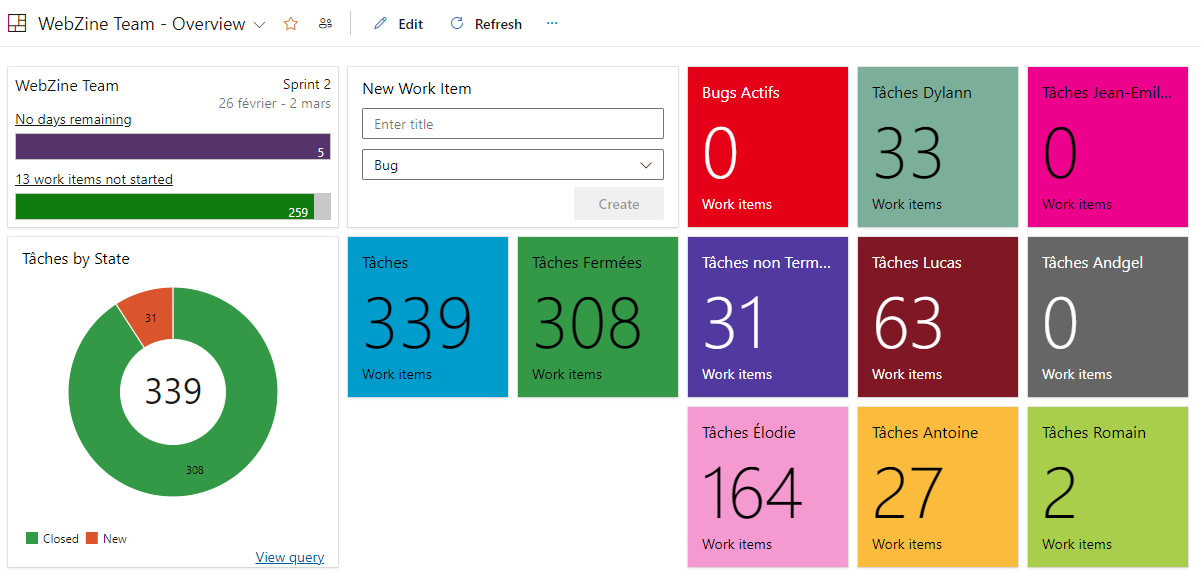 WebZine Team - Overview
Edit
Refresh
...
WebZine Team
Sprint 2
26 février - 2 mars
No days remaining
5
13 work items not started
259
New Work Item
Enter title
Bug
Create
Bugs Actifs
0
Work items
Tâches Dylann
33
Work items
Tâches Jean-Emil...
0
Work items
Tâches by State
31
339
308
Closed
New
View query
Tâches
339
Work items
Tâches Fermées
308
Work items
Tâches non Term...
31
Work items
Tâches Lucas
63
Work items
Tâches Andgel
0
Work items
Tâches Élodie
164
Work items
Tâches Antoine
27
Work items
Tâches Romain
2
Work items